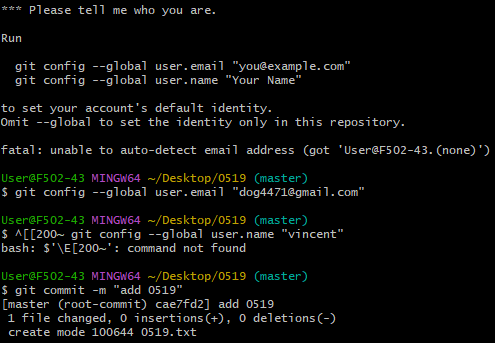 *** Please tell me who you are.
Run
git config --global user.email "you@example.com"
git config --global user.name "Your Name"
to set your account's default identity.
Omit --global to set the identity only in this repository.
fatal: unable to auto-detect email address (got 'User@F502-43.(none)')
User@F502-43 MINGW64 ~/Desktop/0519 (master)
$ git config --global user.email "dog4471@gmail.com"
User@F502-43 MINGW64 ~/Desktop/0519 (master)
$ ^[[200~ git config --global user.name "vincent"
bash: $'\E[200~': command not found
User@F502-43 MINGW64 ~/Desktop/0519 (master)
$ git commit -m "add 0519"
[master (root-commit) cae7fd2] add 0519
1 file changed, 0 insertions(+), 0 deletions(-)
create mode 100644 0519.txt